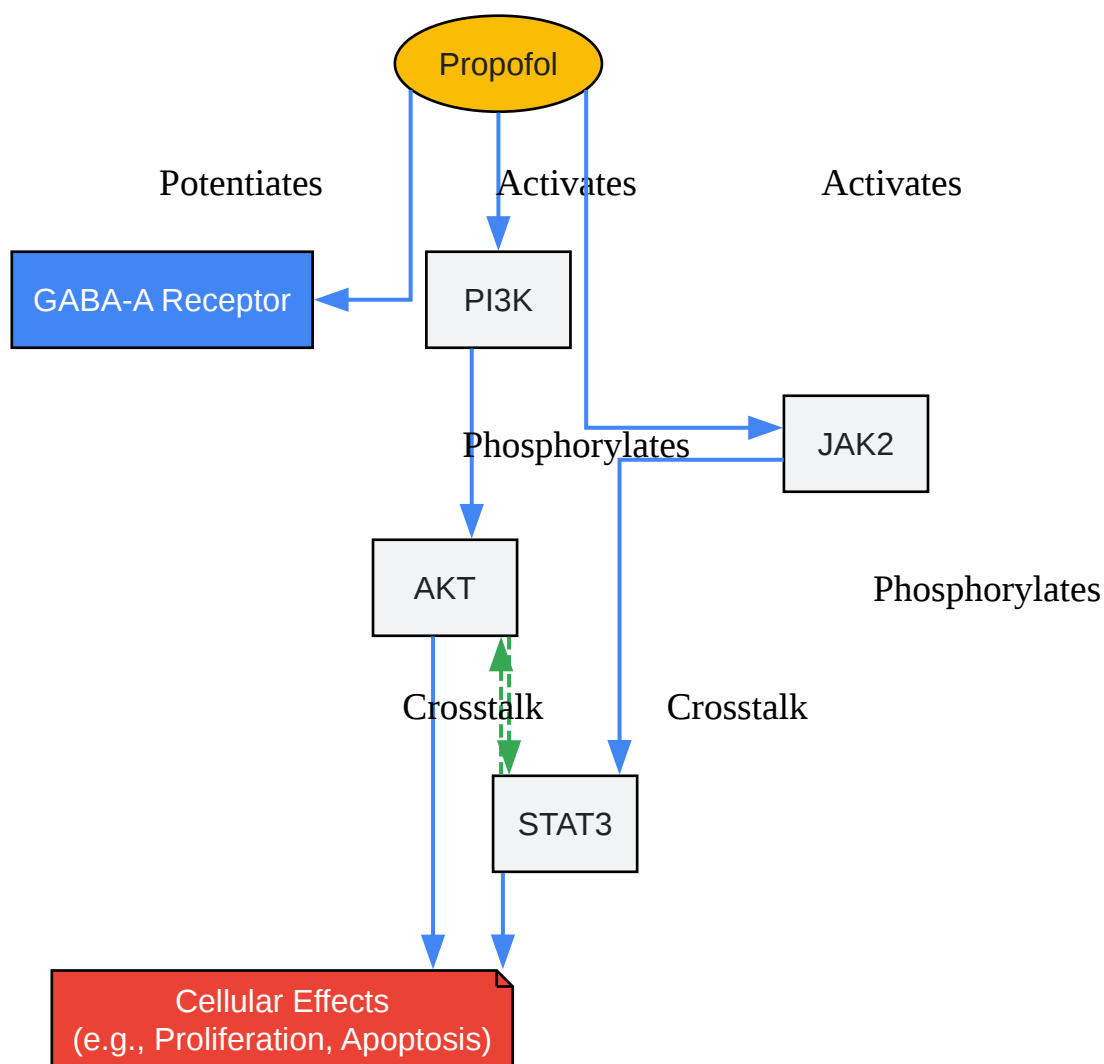 Propofol
Potentiates
Activates
Activates
GABA-A Receptor
PI3K
JAK2
Phosphorylates
AKT
Phosphorylates
Crosstalk
Crosstalk
STAT3
Cellular Effects
(e.g., Proliferation, Apoptosis)